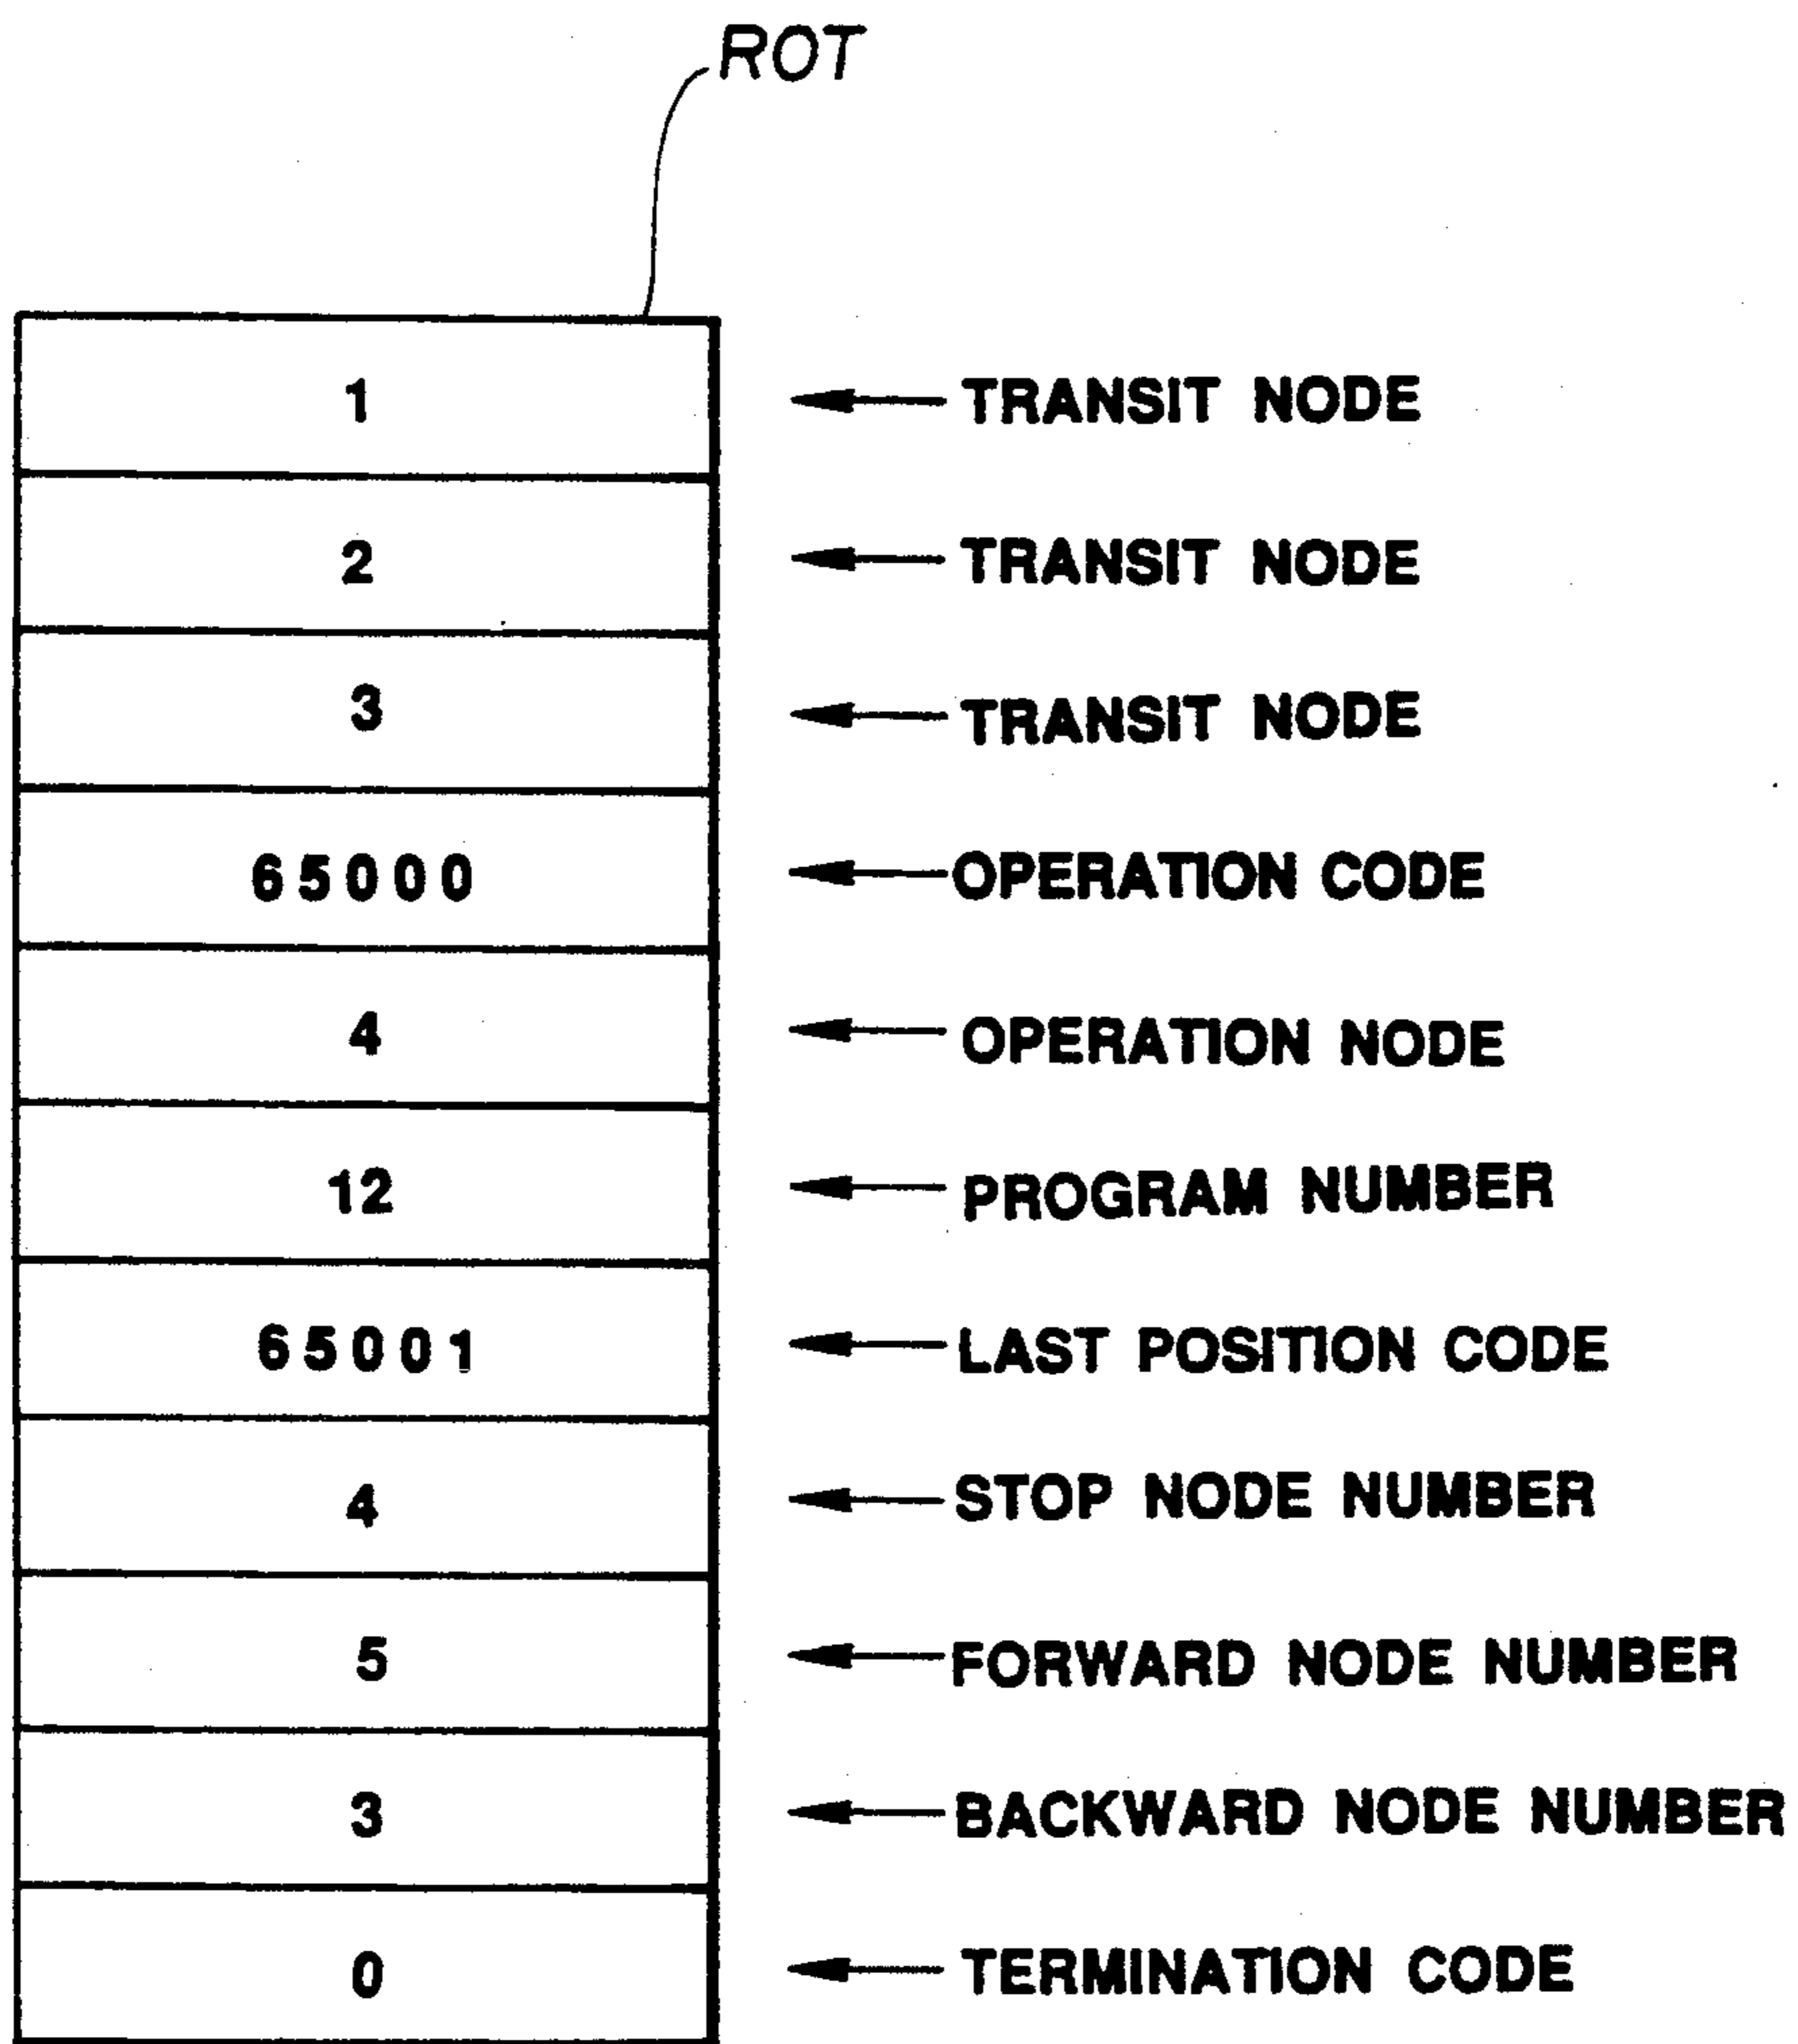 ROT
1 TRANSIT NODE
2 TRANSIT NODE
3 TRANSIT NODE
65000 OPERATION CODE
4 OPERATION NODE
12 PROGRAM NUMBER
65001 LAST POSITION CODE
4 STOP NODE NUMBER
5 FORWARD NODE NUMBER
3 BACKWARD NODE NUMBER
0 TERMINATION CODE